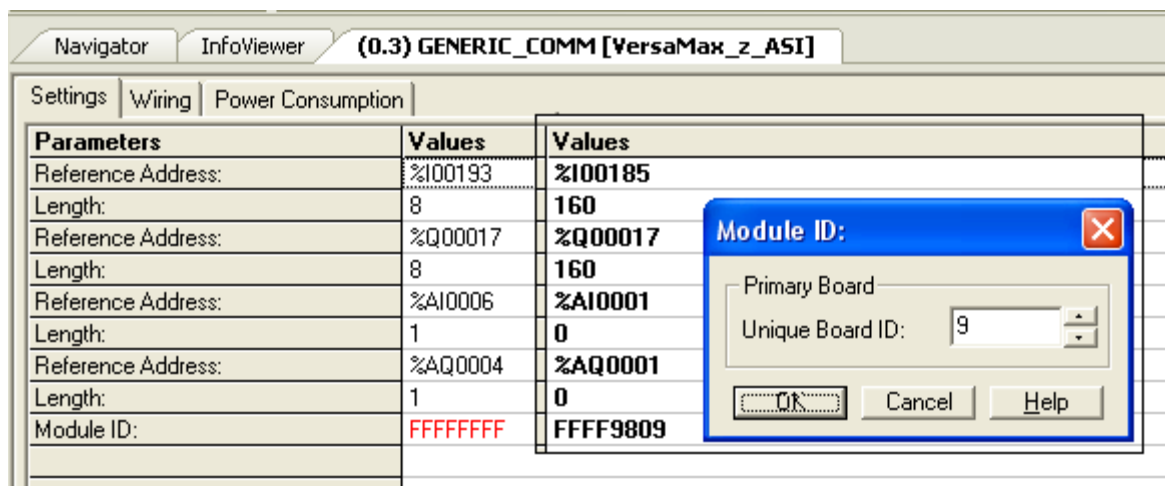 Navigator InfoViewer (0.3) GENERIC_COMM [VersaMax_z_ASI]
Settings Wiring Power Consumption
Parameters Values Values
Reference Address: %I00193 %I00185
Length: 8 160
Reference Address: %Q00017 %Q00017
Length: 8 160
Reference Address: %AI0006 %AI0001
Length: 1 0
Reference Address: %AQ0004 %AQ0001
Length: 1 0
Module ID: FFFFFFFF FFFF9809
Module ID:
Primary Board
Unique Board ID: 9
OK Cancel Help